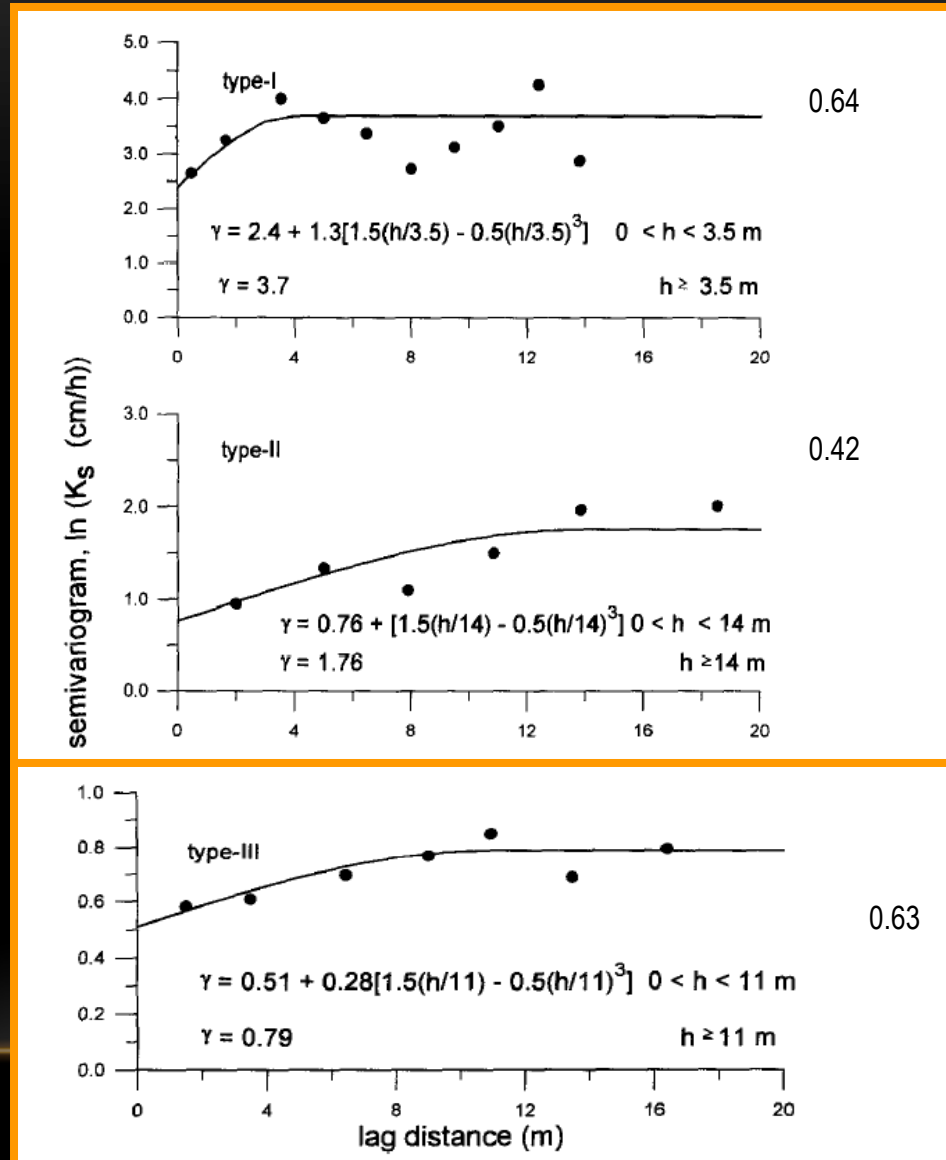 5.0
type-I
4.0
0.64
3.0
2.0
γ = 2.4 + 1.3[1.5(h/3.5) - 0.5(h/3.5)³] 0 < h < 3.5 m
1.0
γ = 3.7 h ≥ 3.5 m
0.0
0 4 8 12 16 20
semivariogram, ln (Ks (cm/h))
3.0
type-II
0.42
2.0
1.0
γ = 0.76 + [1.5(h/14) - 0.5(h/14)³] 0 < h < 14 m
γ = 1.76 h ≥14 m
0.0
0 4 8 12 16 20
1.0
0.8
type-III
0.6
0.63
0.4
γ = 0.51 + 0.28[1.5(h/11) - 0.5(h/11)³] 0 < h < 11 m
0.2
γ = 0.79 h ≥11 m
0.0
0 4 8 12 16 20
lag distance (m)